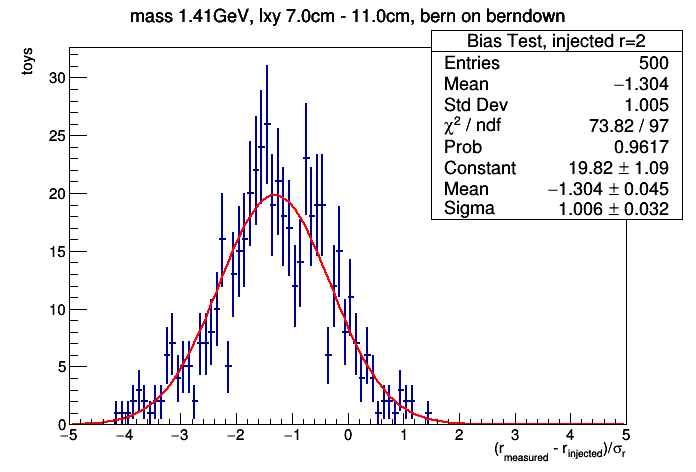 mass 1.41GeV, lxy 7.0cm - 11.0cm, bern on berndown
Bias Test, injected r=2
Entries 500
Mean −1.304
Std Dev 1.005
χ² / ndf 73.82 / 97
Prob 0.9617
Constant 19.82 ± 1.09
Mean −1.304 ± 0.045
Sigma 1.006 ± 0.032
toys
30
25
20
15
10
5
0
−5 −4 −3 −2 −1 0 1 2 3 4 5
(r_measured - r_injected)/σ_r